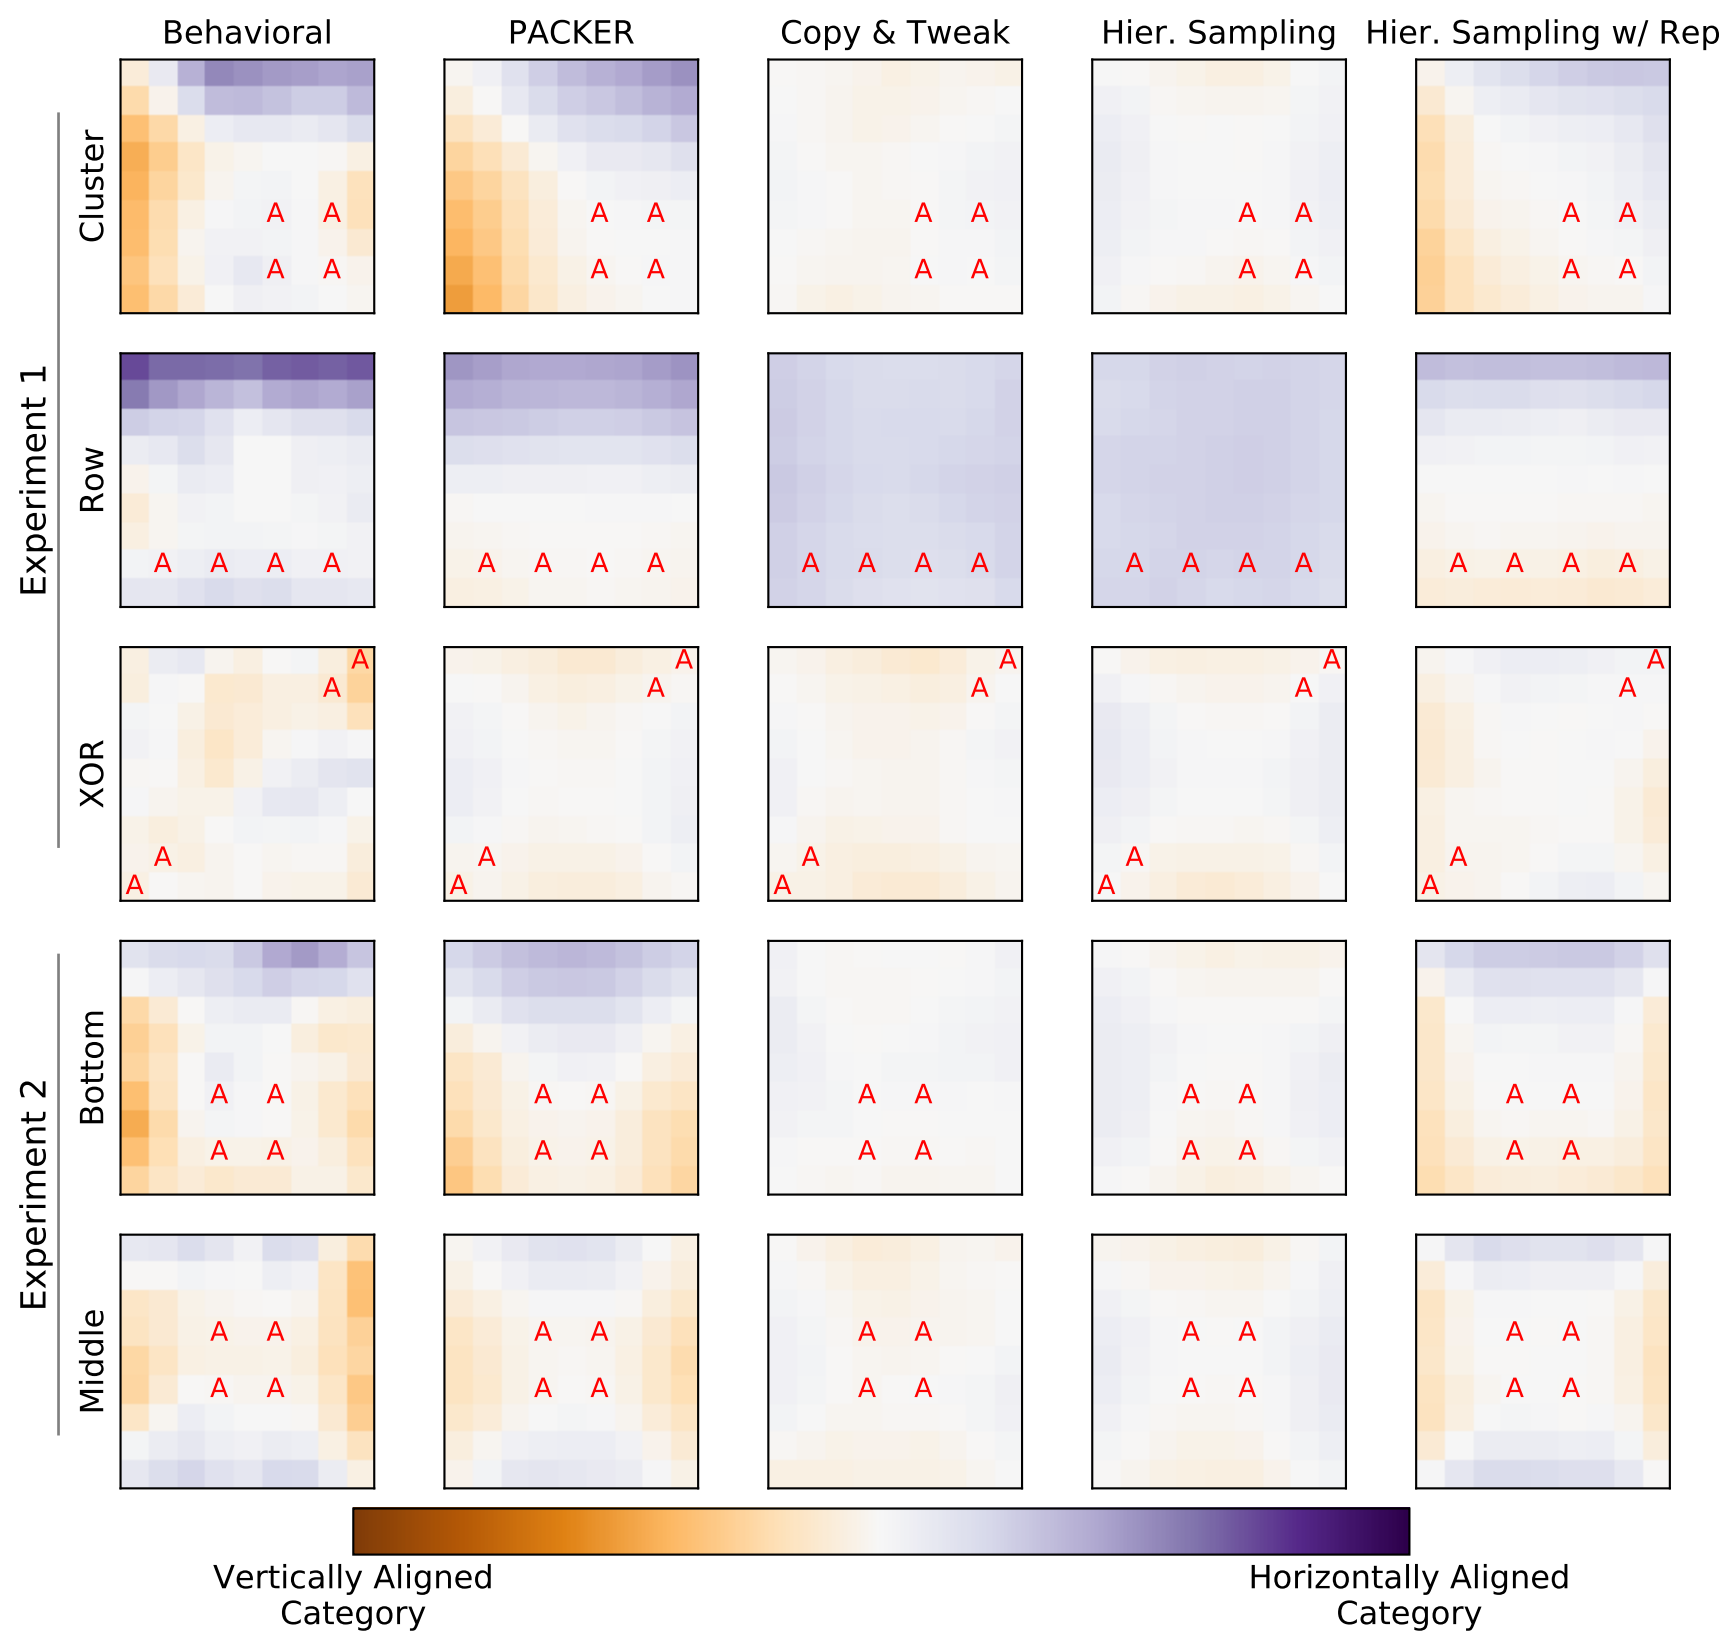 Behavioral PACKER Copy & Tweak Hier. Sampling Hier. Sampling w/ Rep
Experiment 1
Cluster
A A A A A A A A A A
A A A A A A A A A A
Row
A A A A A A A A A A A A A A A A A A A A
XOR
A A A A A
A A A A A
A A A A A
A A A A A
Experiment 2
Bottom
A A A A A A A A A A
A A A A A A A A A A
Middle
A A A A A A A A A A
A A A A A A A A A A
Vertically Aligned Horizontally Aligned
Category Category